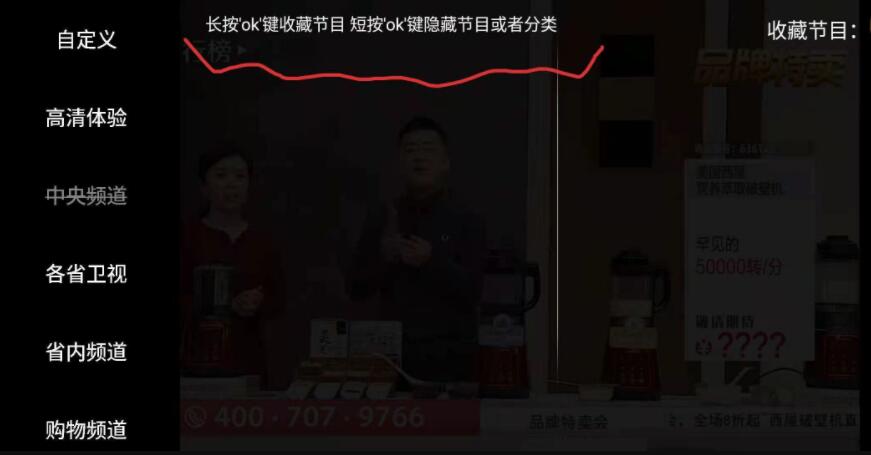 自定义
长按'ok'键收藏节目 短按'ok'键隐藏节目或者分类
收藏节目：
行榜
品牌特卖
高清体验
美国西屋
营养萃取破壁机
中央频道
罕见的
50000转/分
各省卫视
敬请期待
¥????
省内频道
400·707·9766
品牌特卖会
全场8折起 西屋破壁机直
购物频道